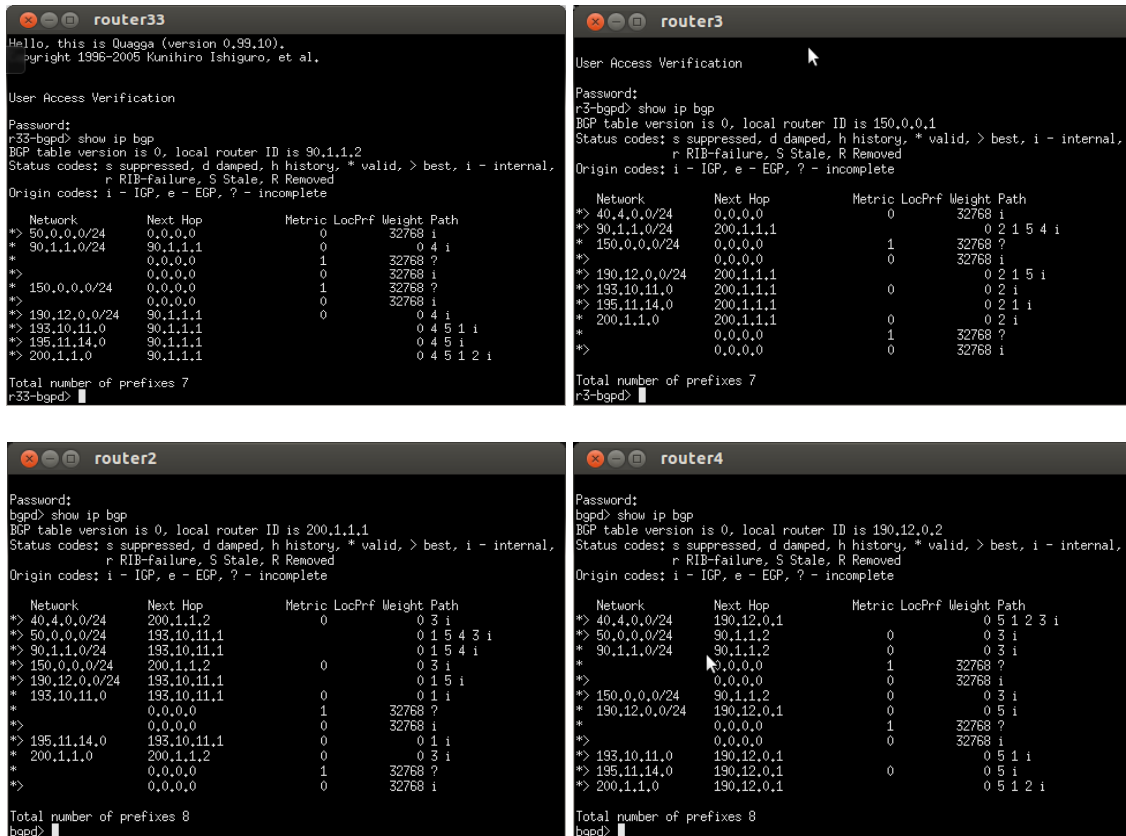 router33
Hello, this is Quagga (version 0.99.10).
pyright 1996-2005 Kunihiro Ishiguro, et al.
User Access Verification
Password:
r33-bgpd> show ip bgp
BGP table version is 0, local router ID is 90.1.1.2
Status codes: s suppressed, d damped, h history, * valid, > best, i - internal,
r RIB-failure, S Stale, R Removed
Origin codes: i - IGP, e - EGP, ? - incomplete
Network Next Hop Metric LocPrf Weight Path
*> 50.0.0.0/24 0.0.0.0 0 32768 i
* 90.1.1.0/24 90.1.1.1 0 0 4 i
* 0.0.0.0 1 32768 ?
*> 0.0.0.0 0 32768 i
* 150.0.0.0/24 0.0.0.0 1 32768 ?
*> 0.0.0.0 0 32768 i
*> 190.12.0.0/24 90.1.1.1 0 0 4 i
*> 193.10.11.0 90.1.1.1 0 4 5 1 i
*> 195.11.14.0 90.1.1.1 0 4 5 i
*> 200.1.1.0 90.1.1.1 0 4 5 1 2 i
Total number of prefixes 7
r33-bgpd>
router3
User Access Verification
Password:
r3-bgpd> show ip bgp
BGP table version is 0, local router ID is 150.0.0.1
Status codes: s suppressed, d damped, h history, * valid, > best, i - internal,
r RIB-failure, S Stale, R Removed
Origin codes: i - IGP, e - EGP, ? - incomplete
Network Next Hop Metric LocPrf Weight Path
*> 40.4.0.0/24 0.0.0.0 0 32768 i
*> 90.1.1.0/24 200.1.1.1 0 2 1 5 4 i
* 150.0.0.0/24 0.0.0.0 1 32768 ?
*> 0.0.0.0 0 32768 i
*> 190.12.0.0/24 200.1.1.1 0 2 1 5 i
*> 193.10.11.0 200.1.1.1 0 0 2 i
*> 195.11.14.0 200.1.1.1 0 2 1 i
* 200.1.1.0 200.1.1.1 0 0 2 i
* 0.0.0.0 1 32768 ?
*> 0.0.0.0 0 32768 i
Total number of prefixes 7
r3-bgpd>
router2
Password:
bgpd> show ip bgp
BGP table version is 0, local router ID is 200.1.1.1
Status codes: s suppressed, d damped, h history, * valid, > best, i - internal,
r RIB-failure, S Stale, R Removed
Origin codes: i - IGP, e - EGP, ? - incomplete
Network Next Hop Metric LocPrf Weight Path
*> 40.4.0.0/24 200.1.1.2 0 0 3 i
*> 50.0.0.0/24 193.10.11.1 0 1 5 4 3 i
*> 90.1.1.0/24 193.10.11.1 0 1 5 4 i
*> 150.0.0.0/24 200.1.1.2 0 0 3 i
*> 190.12.0.0/24 193.10.11.1 0 1 5 i
* 193.10.11.0 193.10.11.1 0 0 1 i
* 0.0.0.0 1 32768 ?
*> 0.0.0.0 0 32768 i
*> 195.11.14.0 193.10.11.1 0 0 1 i
* 200.1.1.0 200.1.1.2 0 0 3 i
* 0.0.0.0 1 32768 ?
*> 0.0.0.0 0 32768 i
Total number of prefixes 8
bgpd>
router4
Password:
bgpd> show ip bgp
BGP table version is 0, local router ID is 190.12.0.2
Status codes: s suppressed, d damped, h history, * valid, > best, i - internal,
r RIB-failure, S Stale, R Removed
Origin codes: i - IGP, e - EGP, ? - incomplete
Network Next Hop Metric LocPrf Weight Path
*> 40.4.0.0/24 190.12.0.1 0 5 1 2 3 i
*> 50.0.0.0/24 90.1.1.2 0 0 3 i
* 90.1.1.0/24 90.1.1.2 0 0 3 i
* 0.0.0.0 1 32768 ?
*> 0.0.0.0 0 32768 i
*> 150.0.0.0/24 90.1.1.2 0 0 3 i
* 190.12.0.0/24 190.12.0.1 0 0 5 i
* 0.0.0.0 1 32768 ?
*> 0.0.0.0 0 32768 i
*> 193.10.11.0 190.12.0.1 0 5 1 i
*> 195.11.14.0 190.12.0.1 0 0 5 i
*> 200.1.1.0 190.12.0.1 0 5 1 2 i
Total number of prefixes 8
bgpd>